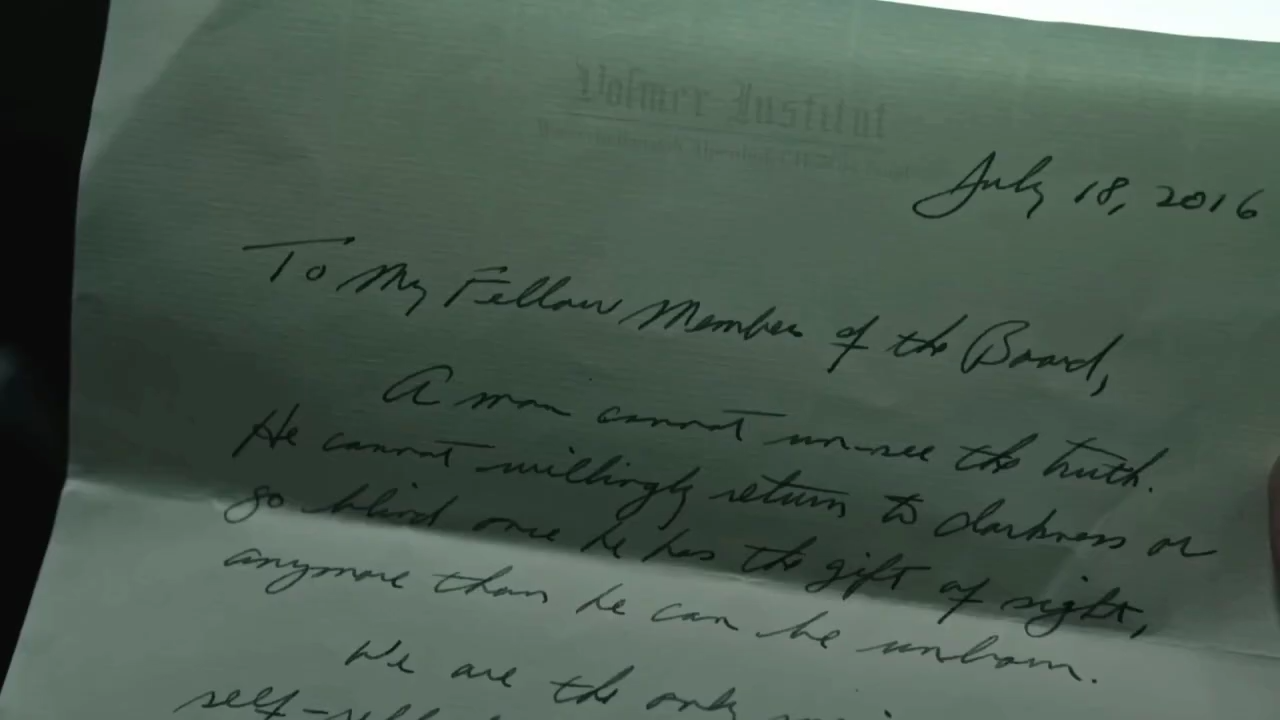 Volmer Institut
July 18, 2016
To My Fellow Members of the Board,
A man cannot un-see the truth.
He cannot willingly return to darkness or
go blind once he has the gift of sight,
anymore than he can be unborn.
We are the only